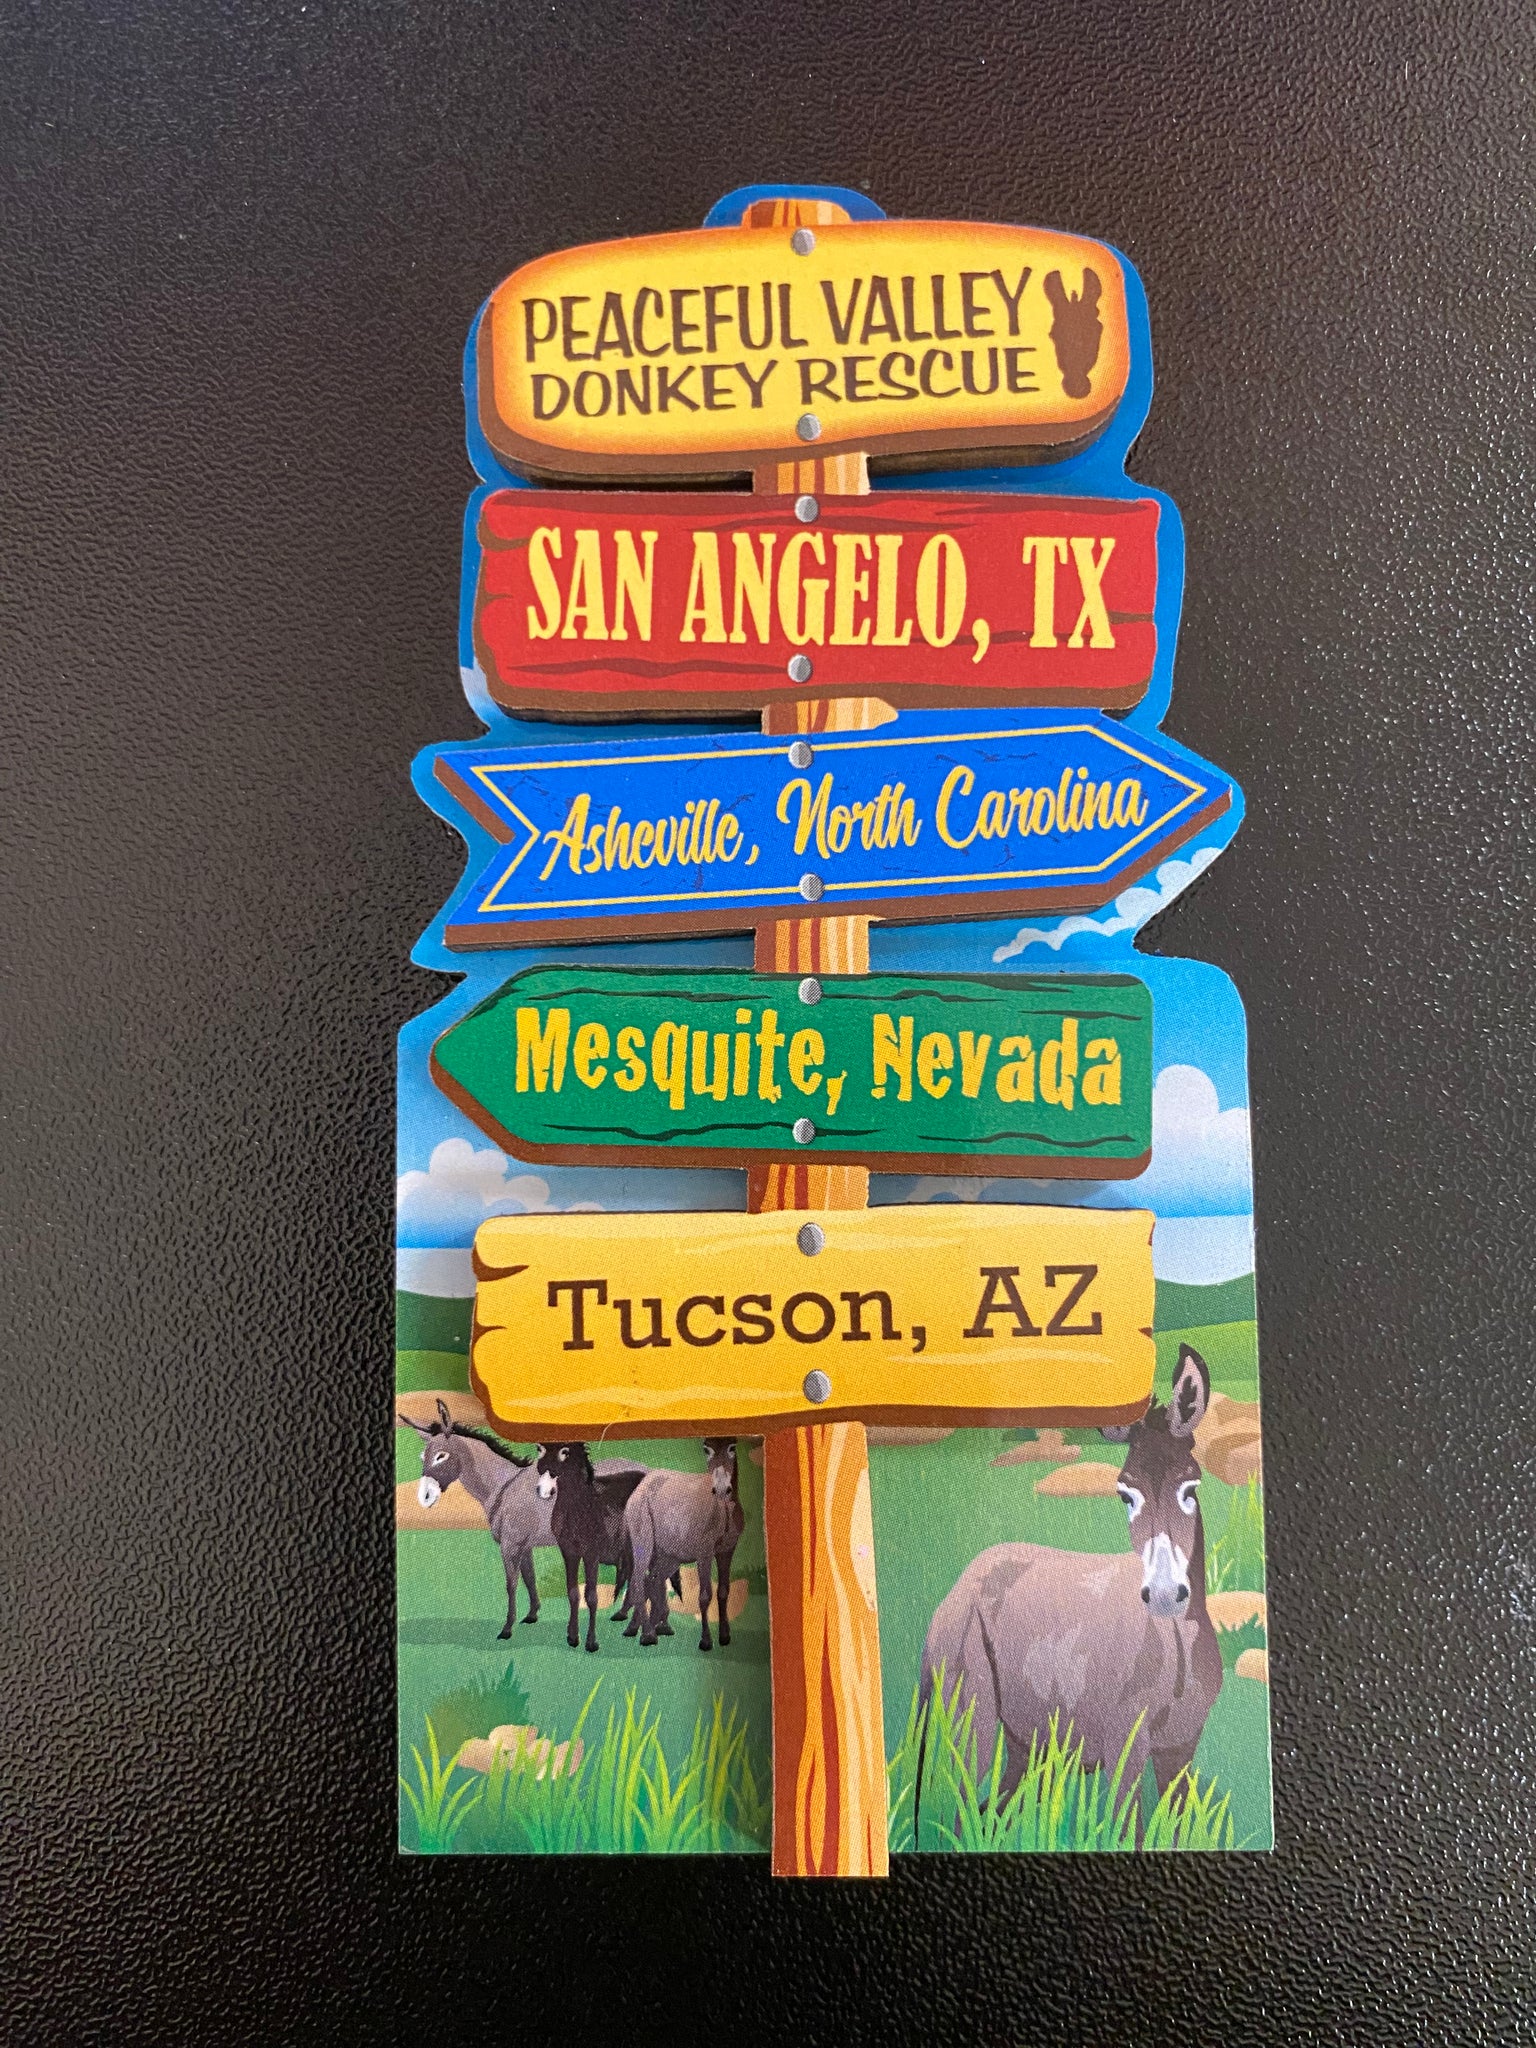 PEACEFUL VALLEY
DONKEY RESCUE
SAN ANGELO, TX
Asheville, North Carolina
Mesquite, Nevada
Tucson, AZ